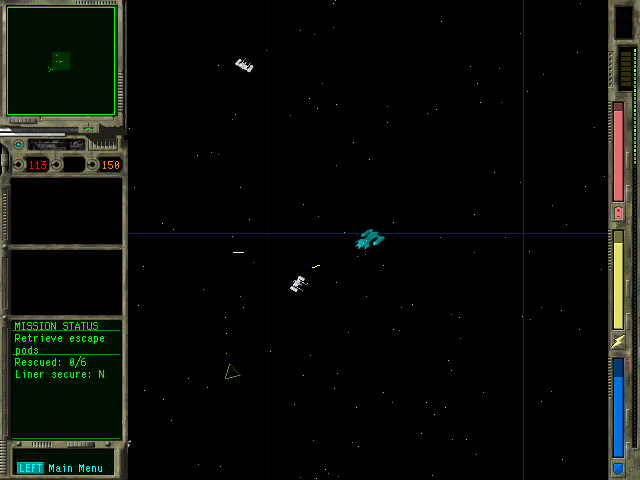 113
150
MISSION STATUS
Retrieve escape
pods
Rescued: 0/6
Liner secure: N
LEFT Main Menu